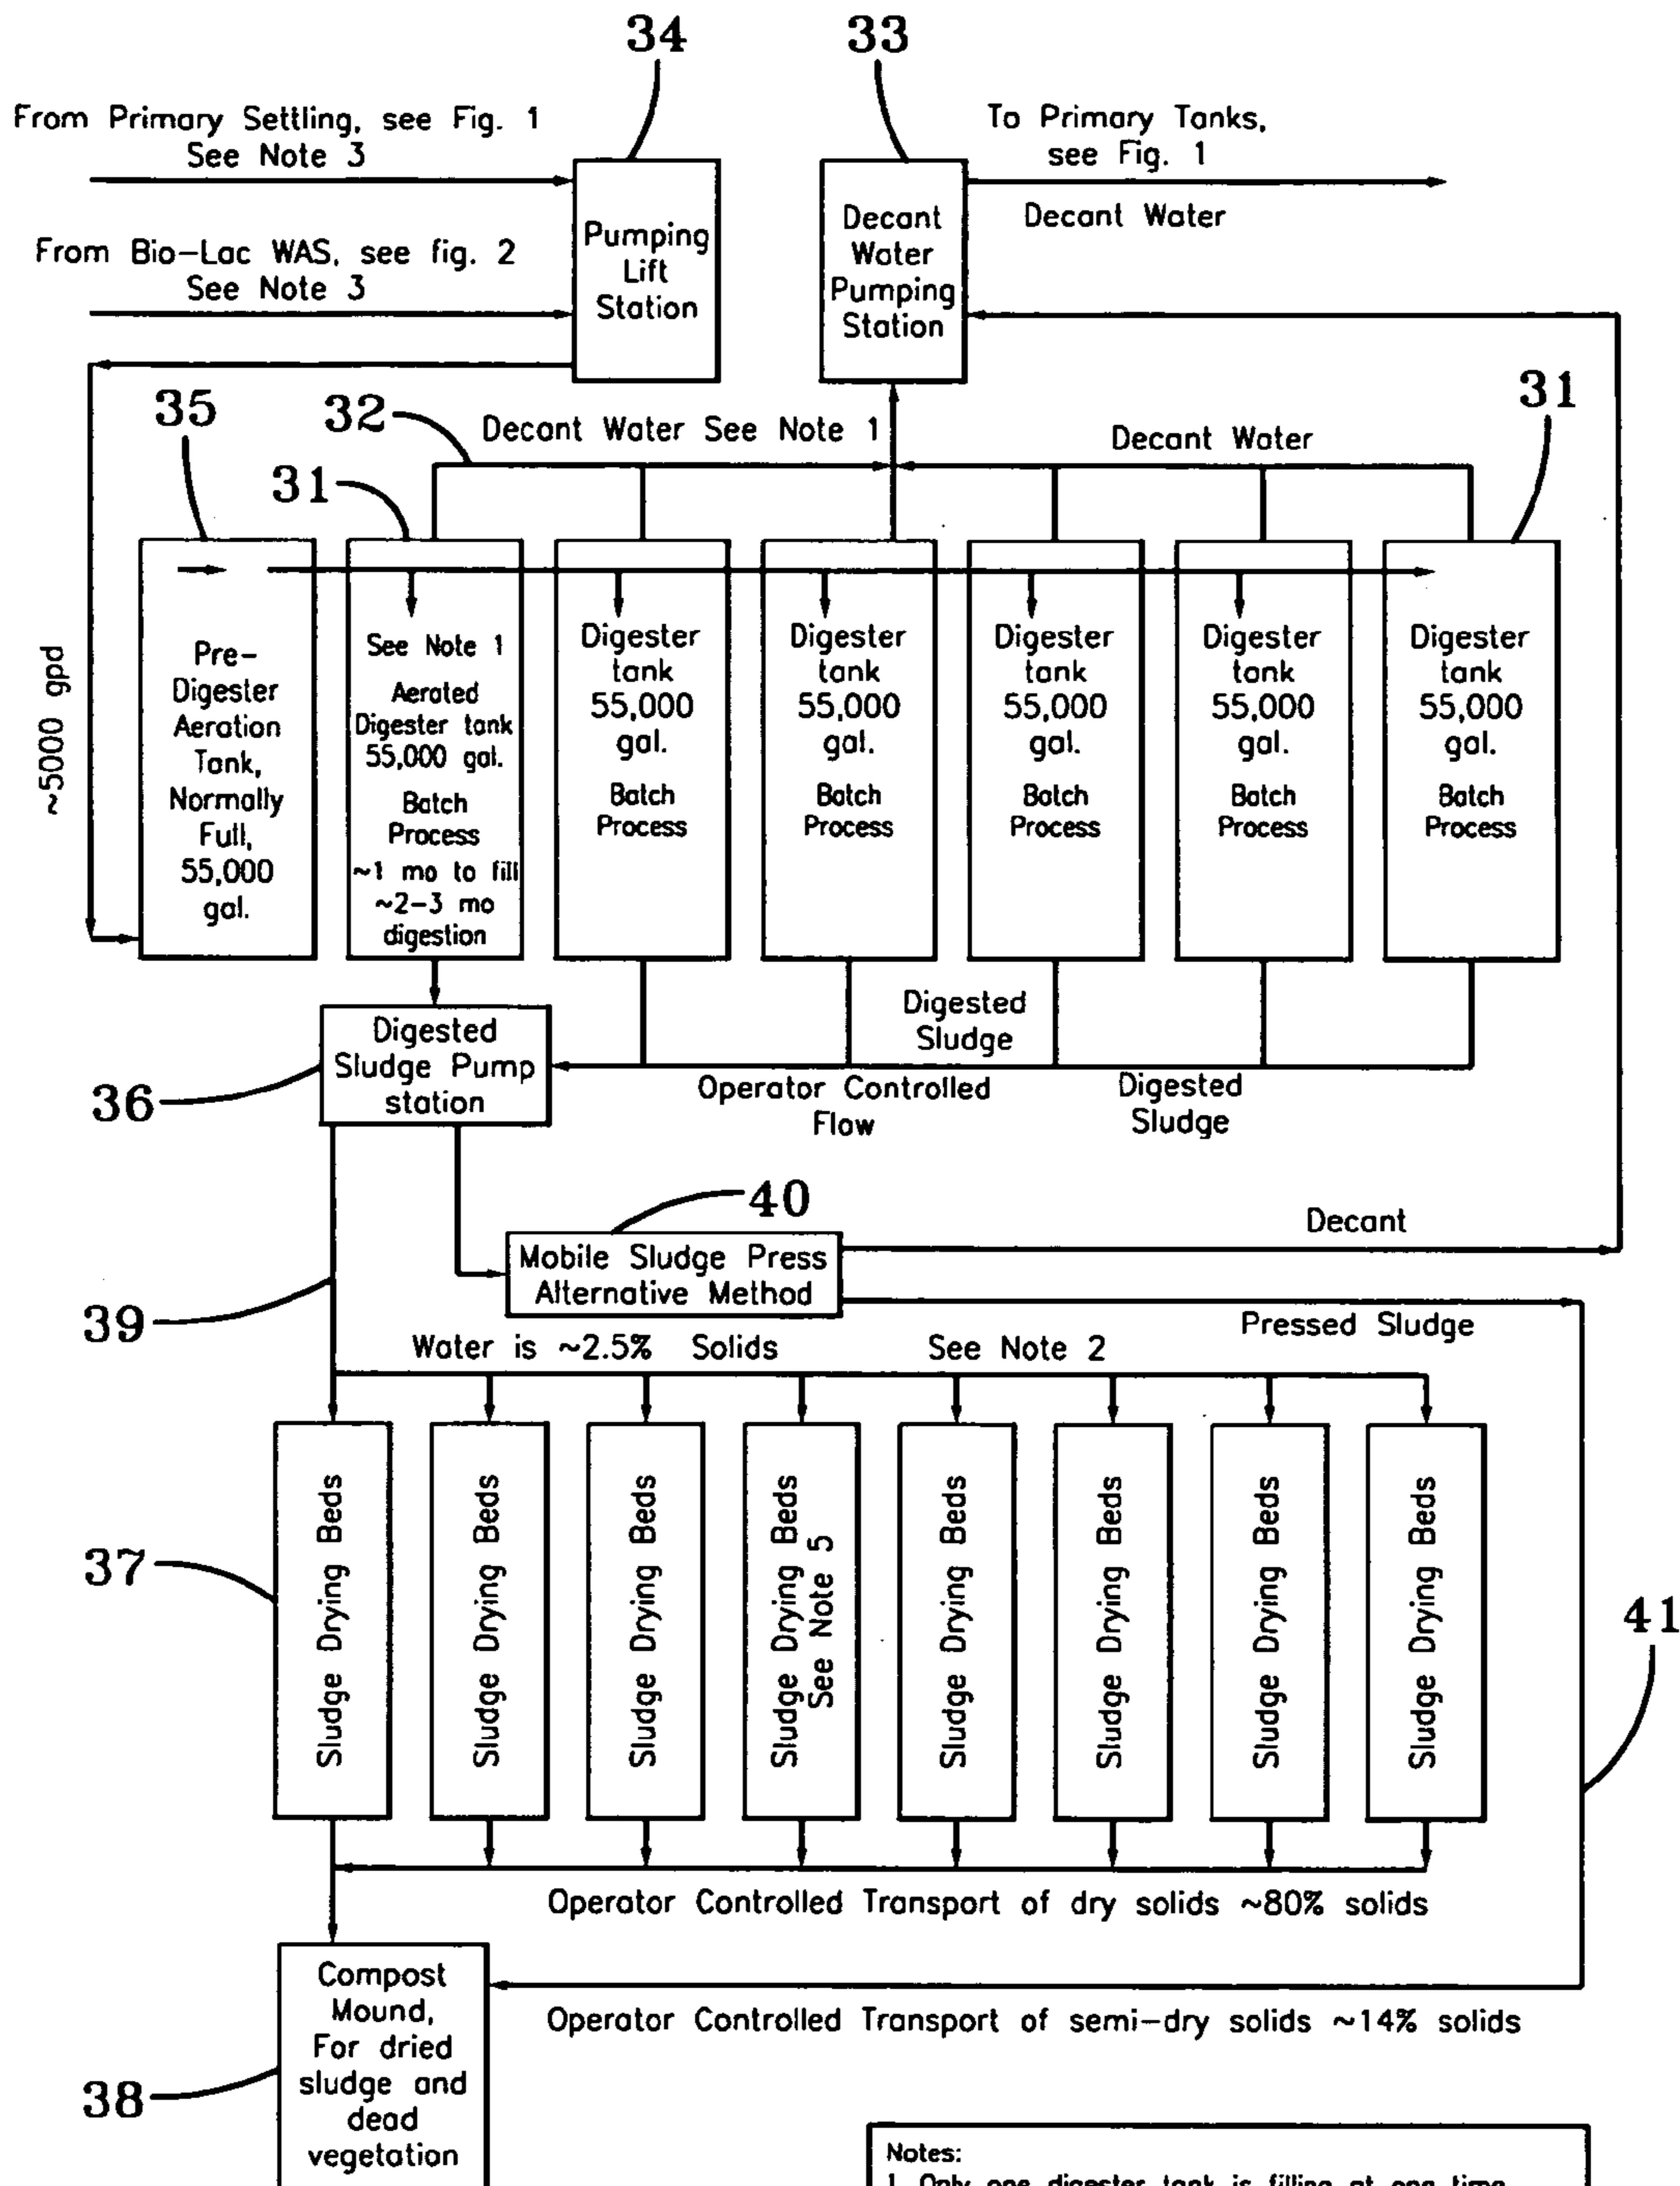 34
33
From Primary Settling, see Fig. 1
See Note 3
To Primary Tanks,
see Fig. 1
Decant Water
From Bio-Lac WAS, see fig. 2
See Note 3
Pumping
Lift
Station
Decant
Water
Pumping
Station
35
32
31
31
Decant Water See Note 1
Decant Water
~5000 gpd
Pre-
Digester
Aeration
Tank,
Normally
Full,
55,000
gal.
See Note 1
Aerated
Digester tank
55,000 gal.
Batch
Process
~1 mo to fill
~2-3 mo
digestion
Digester
tank
55,000
gal.
Batch
Process
Digester
tank
55,000
gal.
Batch
Process
Digester
tank
55,000
gal.
Batch
Process
Digester
tank
55,000
gal.
Batch
Process
Digester
tank
55,000
gal.
Batch
Process
Digested
Sludge
Digested
Sludge Pump
station
36
Operator Controlled
Flow
Digested
Sludge
40
Decant
Mobile Sludge Press
Alternative Method
39
Pressed Sludge
Water is ~2.5% Solids
See Note 2
37
Sludge Drying Beds
Sludge Drying Beds
Sludge Drying Beds
Sludge Drying Beds
See Note 5
Sludge Drying Beds
Sludge Drying Beds
Sludge Drying Beds
Sludge Drying Beds
41
Operator Controlled Transport of dry solids ~80% solids
Compost
Mound,
For dried
sludge and
dead
vegetation
38
Operator Controlled Transport of semi-dry solids ~14% solids
Notes:
1. Only one digester tank is filling at one time